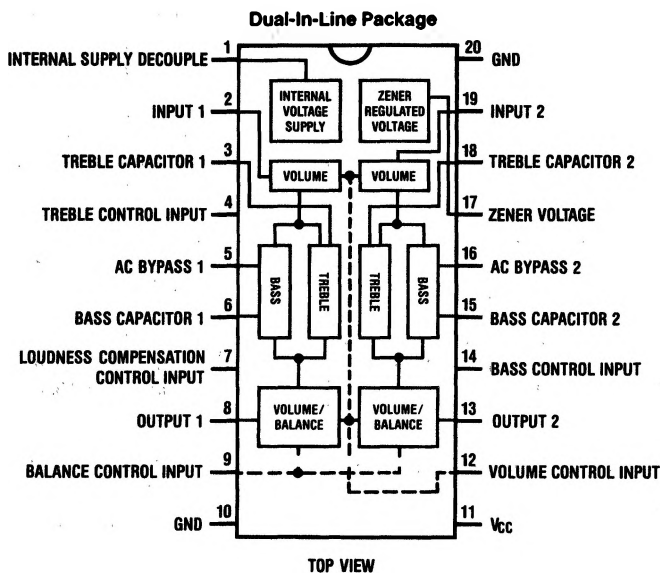 Dual-In-Line Package
INTERNAL SUPPLY DECOUPLE
1
20
GND
INPUT 1
2
INTERNAL
VOLTAGE
SUPPLY
ZENER
REGULATED
VOLTAGE
19
INPUT 2
TREBLE CAPACITOR 1
3
VOLUME
VOLUME
18
TREBLE CAPACITOR 2
TREBLE CONTROL INPUT
4
17
ZENER VOLTAGE
AC BYPASS 1
5
BASS
TREBLE
TREBLE
BASS
16
AC BYPASS 2
BASS CAPACITOR 1
6
15
BASS CAPACITOR 2
LOUDNESS COMPENSATION
CONTROL INPUT
7
14
BASS CONTROL INPUT
OUTPUT 1
8
VOLUME/
BALANCE
VOLUME/
BALANCE
13
OUTPUT 2
BALANCE CONTROL INPUT
9
12
VOLUME CONTROL INPUT
GND
10
11
VCC
TOP VIEW